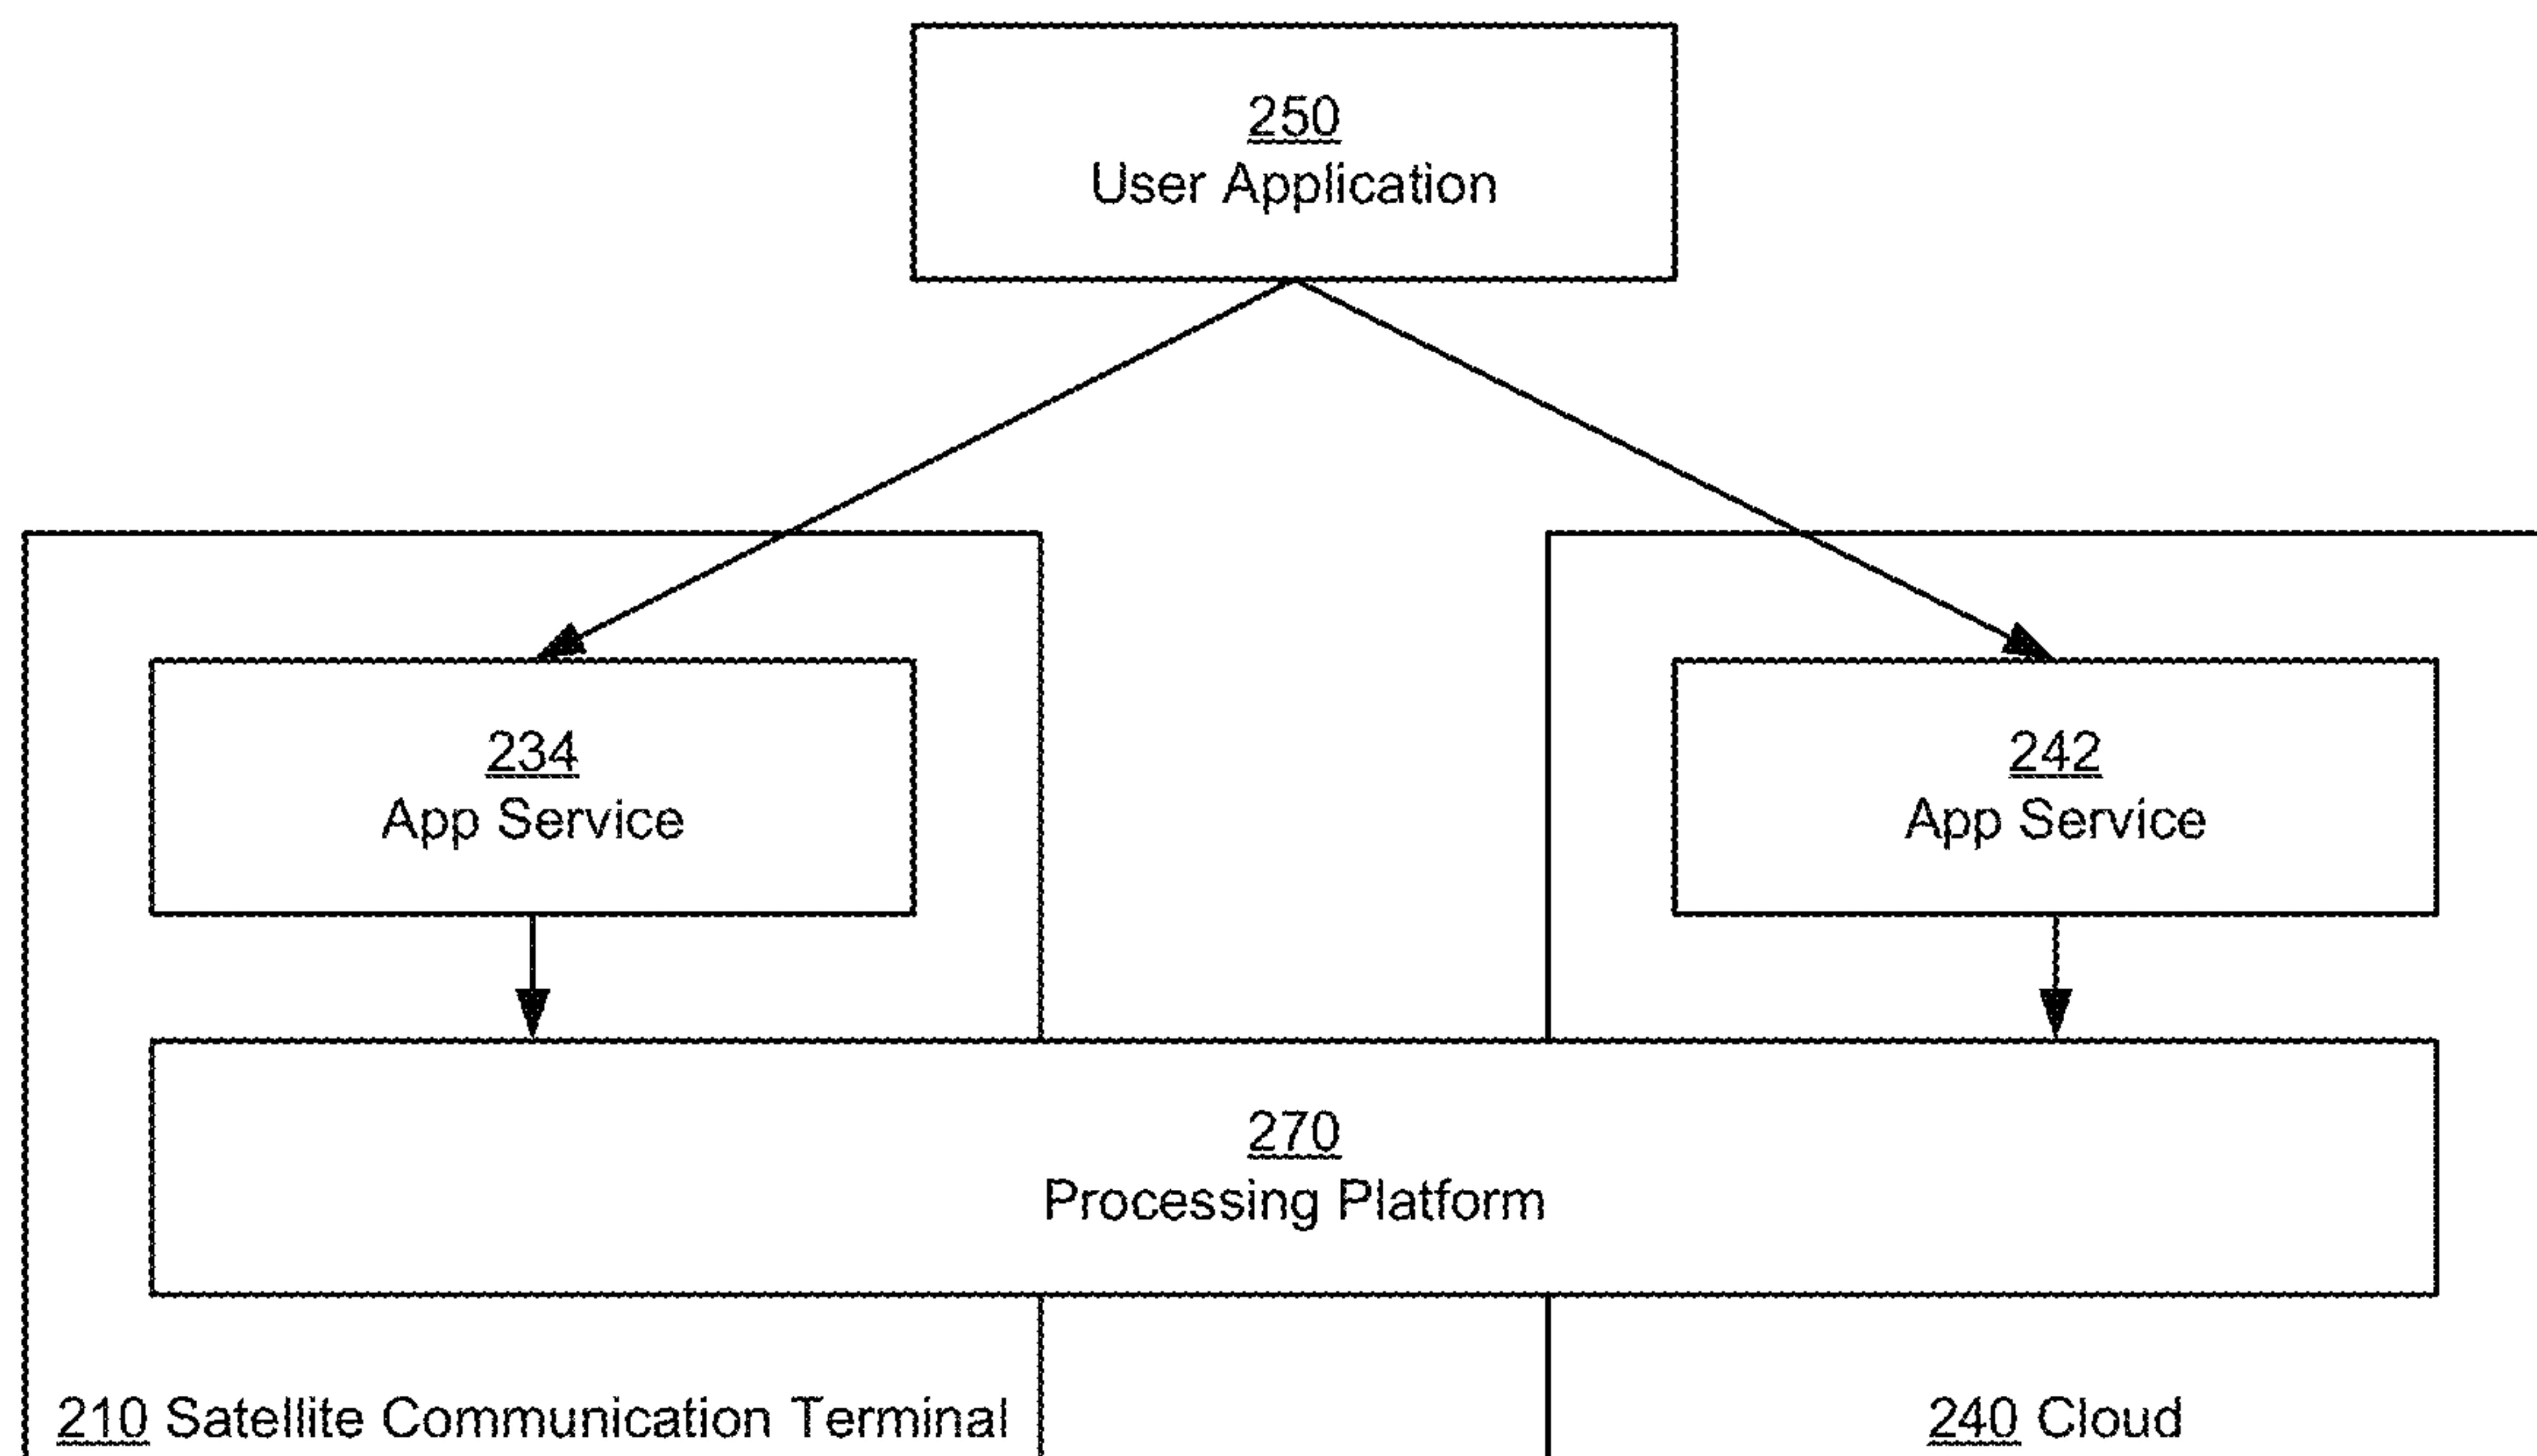 250
User Application
234
App Service
242
App Service
270
Processing Platform
210 Satellite Communication Terminal
240 Cloud